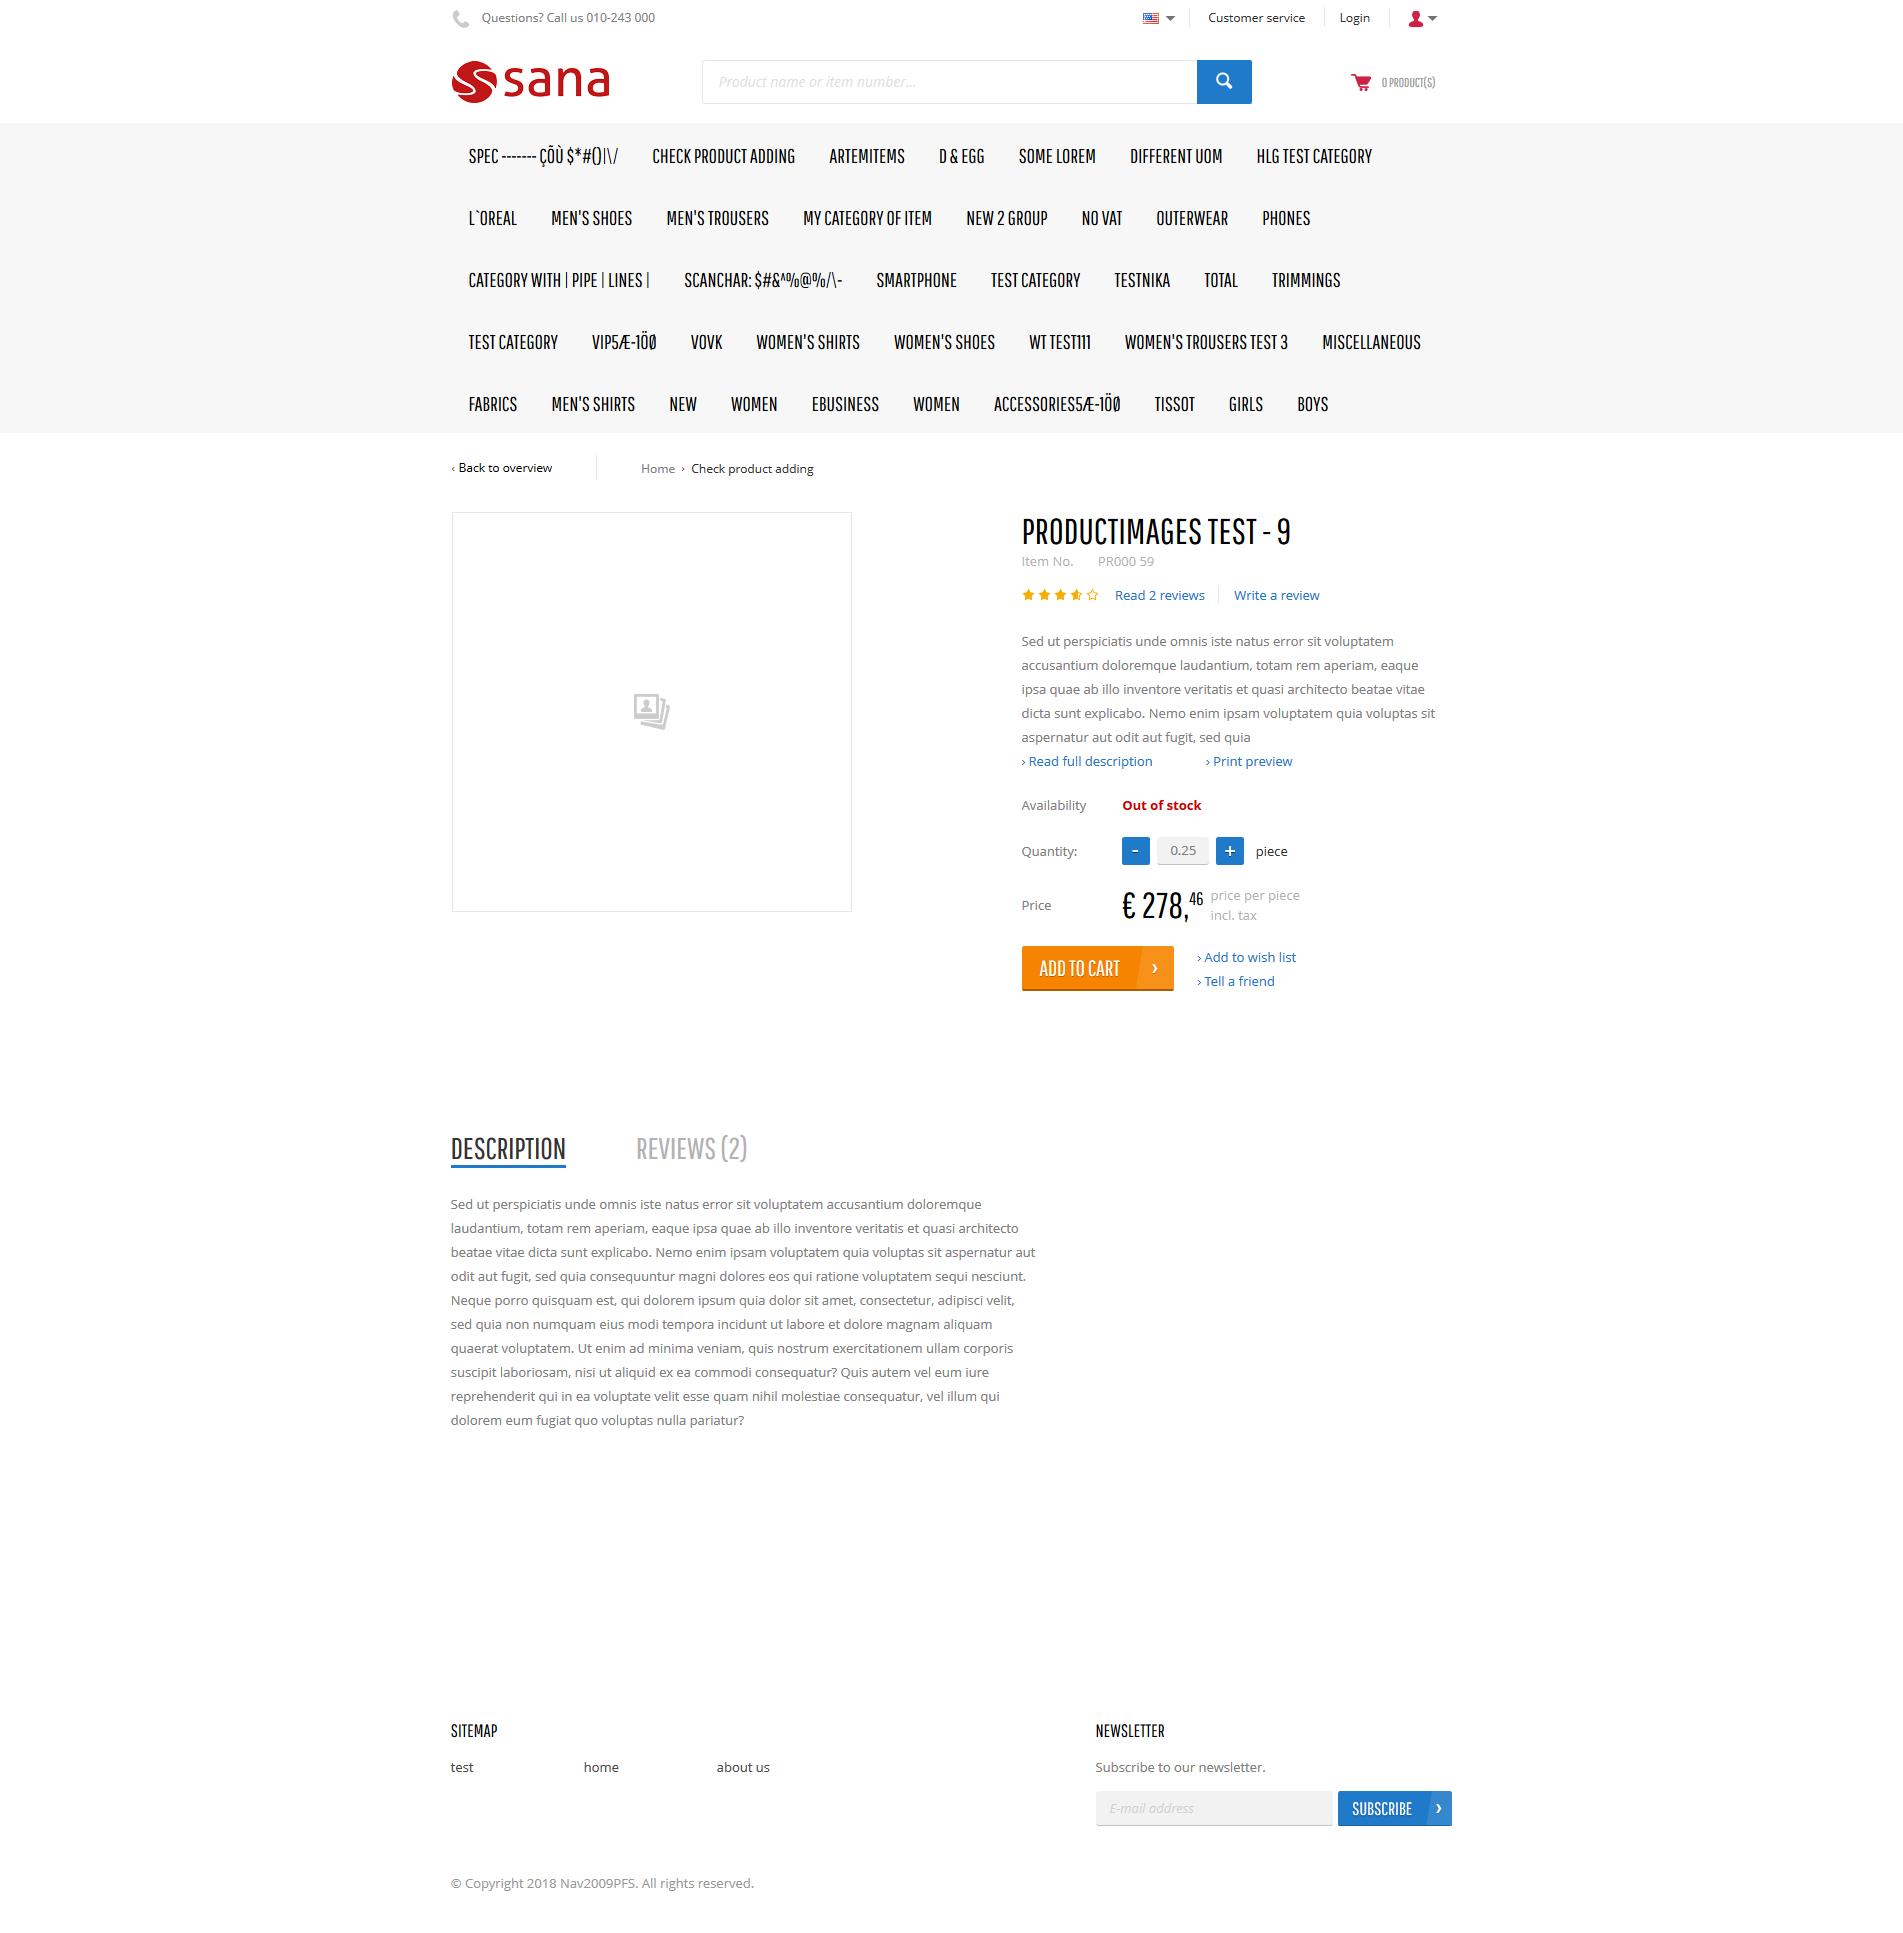 Questions? Call us 010-243 000
Customer service
Login
sana
Product name or item number...
0 PRODUCT(S)
SPEC ------- ÇÕÙ $*#()|\/ CHECK PRODUCT ADDING ARTEMITEMS D & EGG SOME LOREM DIFFERENT UOM HLG TEST CATEGORY
L`OREAL MEN'S SHOES MEN'S TROUSERS MY CATEGORY OF ITEM NEW 2 GROUP NO VAT OUTERWEAR PHONES
CATEGORY WITH | PIPE | LINES | SCANCHAR: $#&^%@%/\- SMARTPHONE TEST CATEGORY TESTNIKA TOTAL TRIMMINGS
TEST CATEGORY VIP5Æ-1ÖØ VOVK WOMEN'S SHIRTS WOMEN'S SHOES WT TEST111 WOMEN'S TROUSERS TEST 3 MISCELLANEOUS
FABRICS MEN'S SHIRTS NEW WOMEN EBUSINESS WOMEN ACCESSORIES5Æ-1ÖØ TISSOT GIRLS BOYS
‹ Back to overview
Home › Check product adding
PRODUCTIMAGES TEST - 9
Item No. PR000 59
Read 2 reviews
Write a review
Sed ut perspiciatis unde omnis iste natus error sit voluptatem
accusantium doloremque laudantium, totam rem aperiam, eaque
ipsa quae ab illo inventore veritatis et quasi architecto beatae vitae
dicta sunt explicabo. Nemo enim ipsam voluptatem quia voluptas sit
aspernatur aut odit aut fugit, sed quia
› Read full description › Print preview
Availability Out of stock
Quantity: - 0.25 + piece
Price € 278,46 price per piece
incl. tax
ADD TO CART ›
› Add to wish list
› Tell a friend
DESCRIPTION REVIEWS (2)
Sed ut perspiciatis unde omnis iste natus error sit voluptatem accusantium doloremque
laudantium, totam rem aperiam, eaque ipsa quae ab illo inventore veritatis et quasi architecto
beatae vitae dicta sunt explicabo. Nemo enim ipsam voluptatem quia voluptas sit aspernatur aut
odit aut fugit, sed quia consequuntur magni dolores eos qui ratione voluptatem sequi nesciunt.
Neque porro quisquam est, qui dolorem ipsum quia dolor sit amet, consectetur, adipisci velit,
sed quia non numquam eius modi tempora incidunt ut labore et dolore magnam aliquam
quaerat voluptatem. Ut enim ad minima veniam, quis nostrum exercitationem ullam corporis
suscipit laboriosam, nisi ut aliquid ex ea commodi consequatur? Quis autem vel eum iure
reprehenderit qui in ea voluptate velit esse quam nihil molestiae consequatur, vel illum qui
dolorem eum fugiat quo voluptas nulla pariatur?
SITEMAP
test home about us
NEWSLETTER
Subscribe to our newsletter.
E-mail address
SUBSCRIBE ›
© Copyright 2018 Nav2009PFS. All rights reserved.